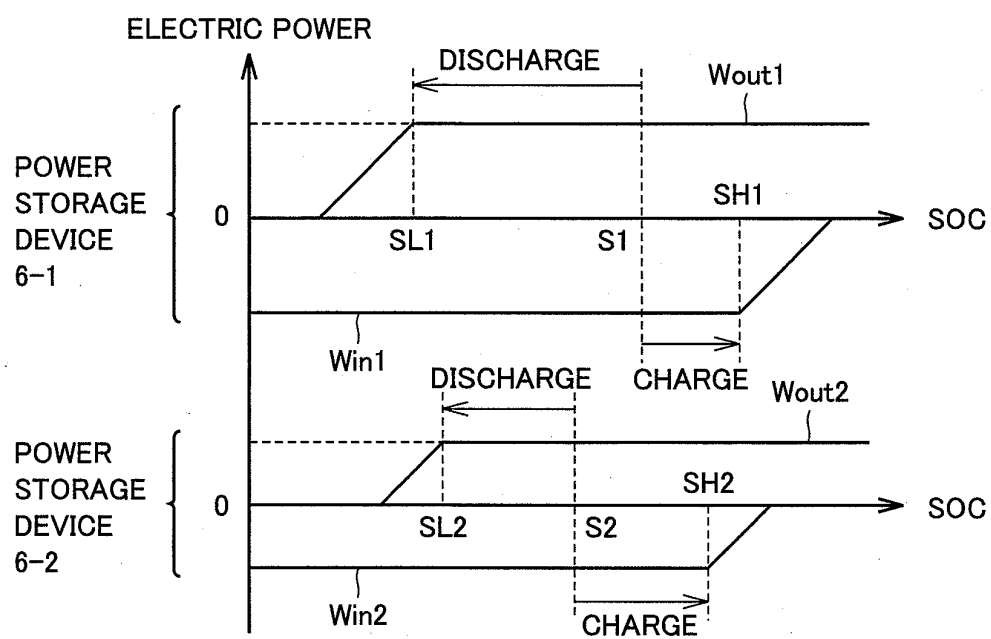 ELECTRIC POWER
DISCHARGE
Wout1
POWER
STORAGE
DEVICE
6-1
0
SH1
SOC
SL1
S1
Win1
CHARGE
DISCHARGE
Wout2
POWER
STORAGE
DEVICE
6-2
0
SH2
SOC
SL2
S2
Win2
CHARGE